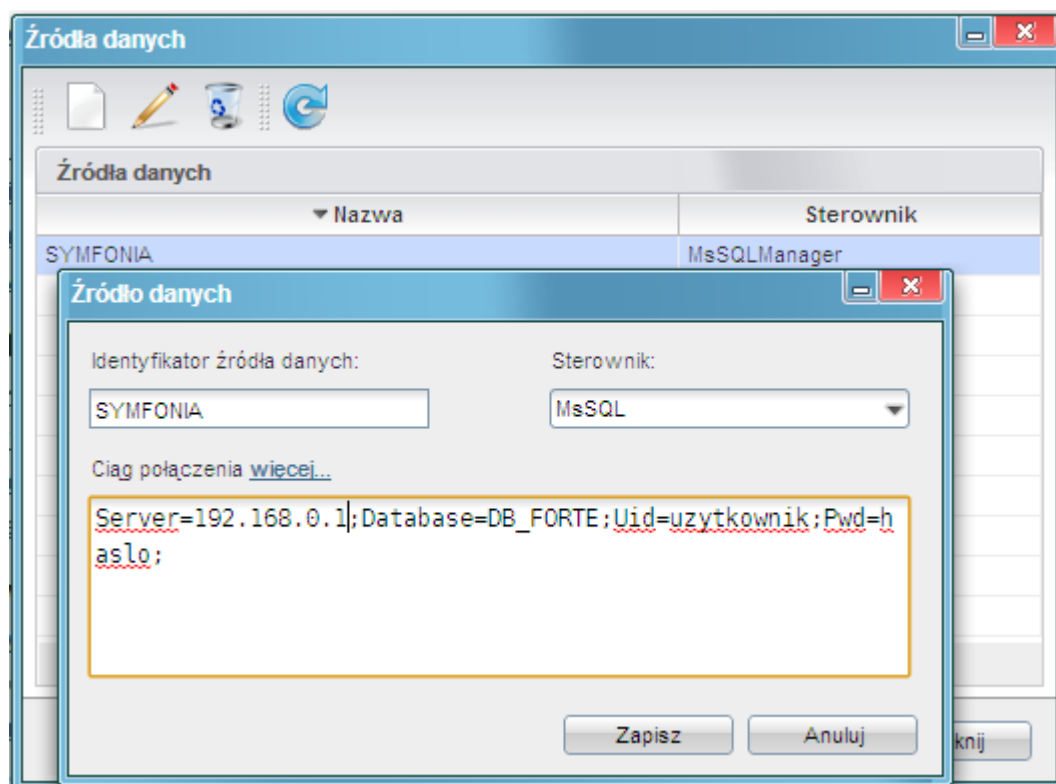 Źródła danych
Źródła danych
Nazwa Sterownik
SYMFONIA MsSQLManager
Źródło danych
Identyfikator źródła danych: Sterownik:
SYMFONIA MsSQL
Ciąg połączenia więcej...
Server=192.168.0.1;Database=DB_FORTE;Uid=uzytkownik;Pwd=h
aslo;
Zapisz Anuluj knij